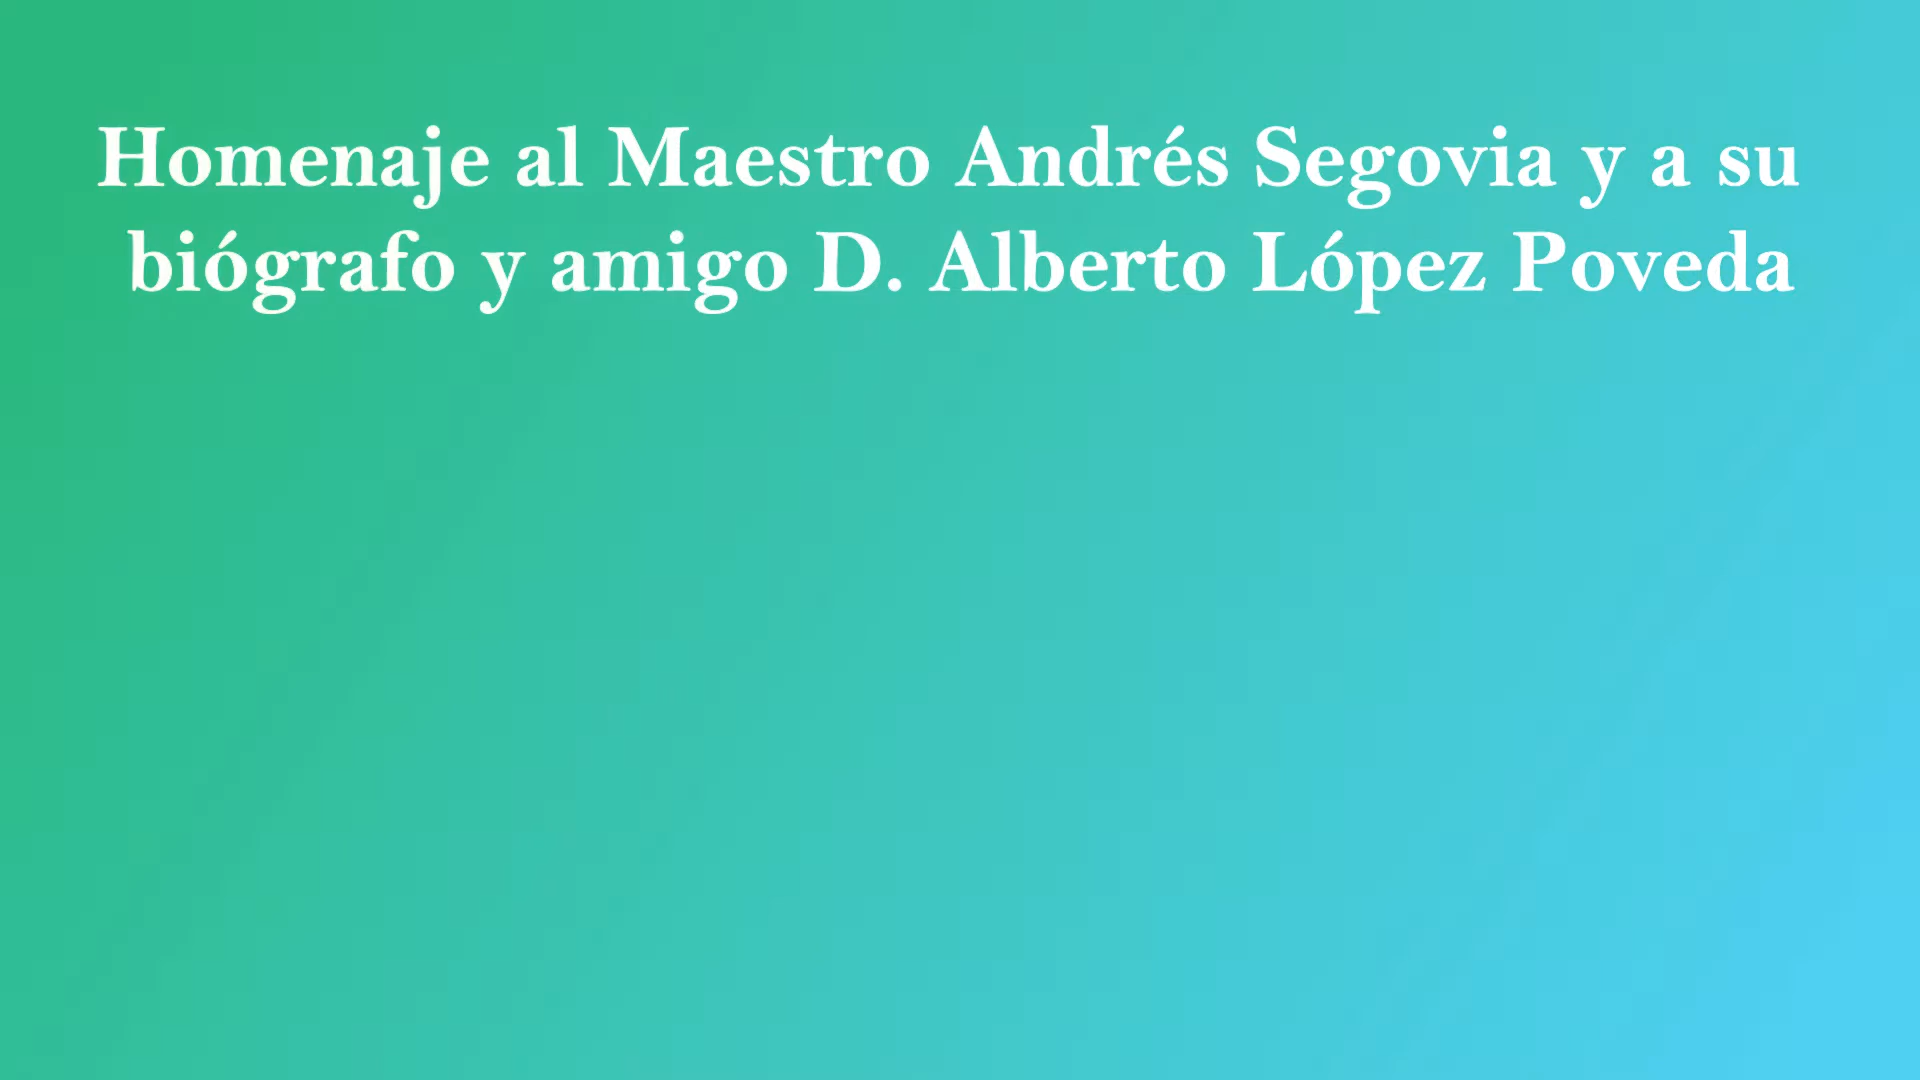 Homenaje al Maestro Andrés Segovia y a su
biógrafo y amigo D. Alberto López Poveda